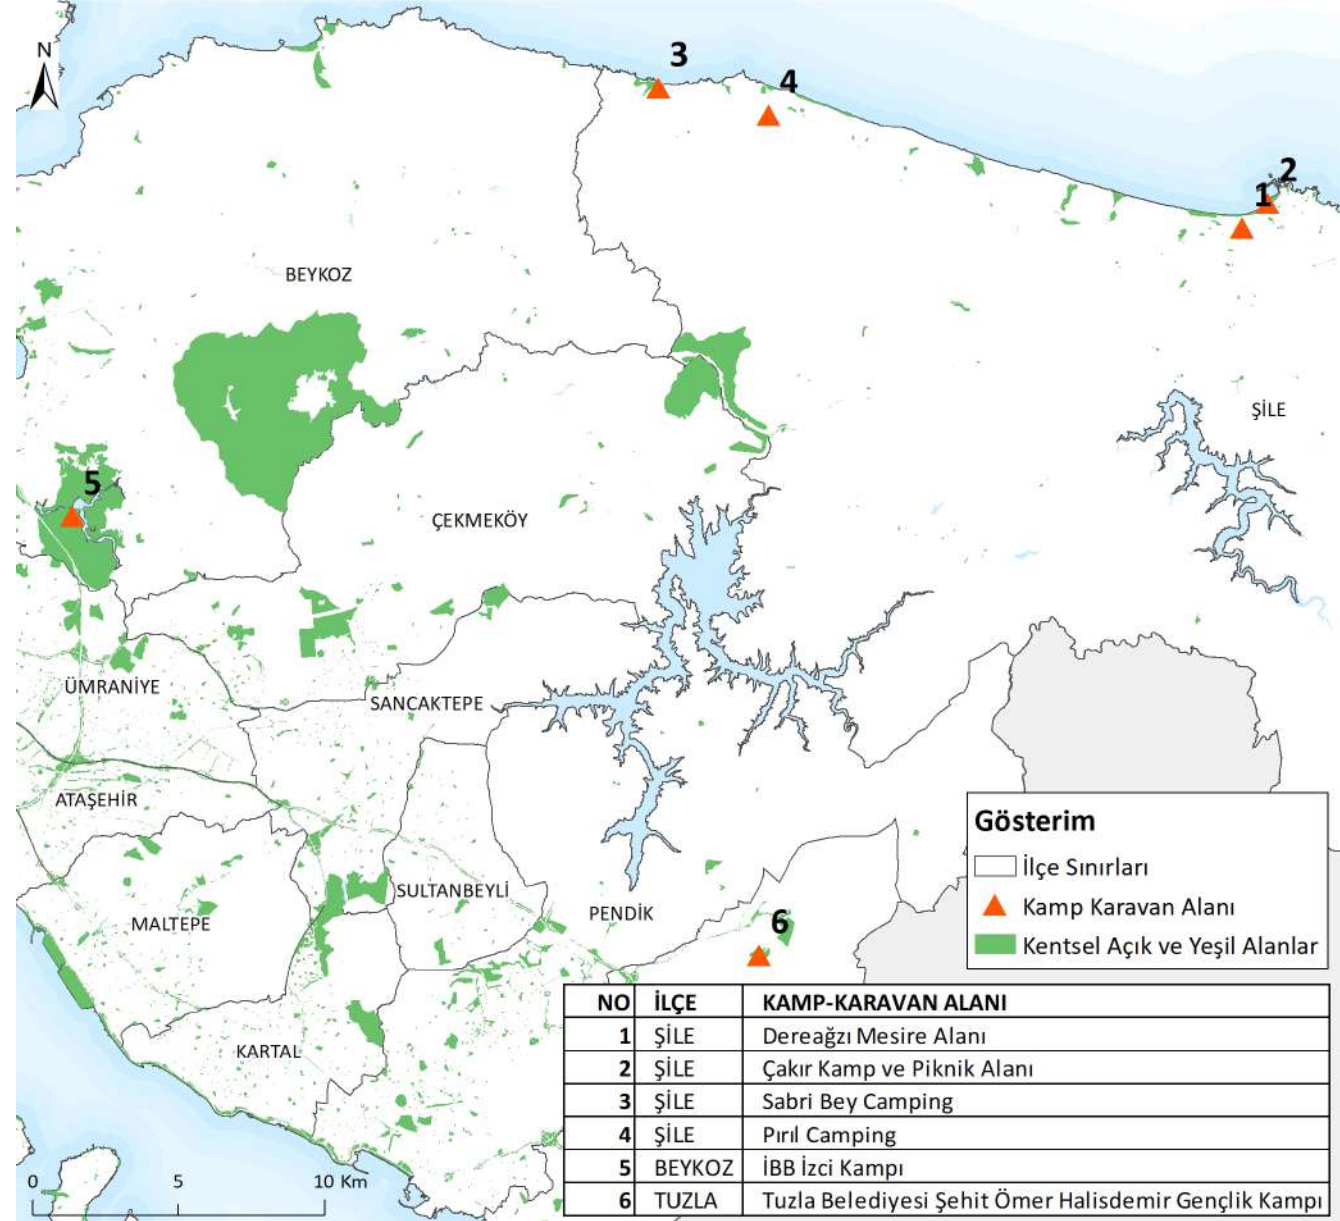 N
3
4
2
1
BEYKOZ
ŞİLE
5
ÇEKMEKÖY
ÜMRANİYE
SANCAKTEPE
ATAŞEHİR
SULTANBEYLİ
MALTEPE
PENDİK
6
KARTAL
Gösterim
İlçe Sınırları
Kamp Karavan Alanı
Kentsel Açık ve Yeşil Alanlar
NO İLÇE KAMP-KARAVAN ALANI
1 ŞİLE Dereağzı Mesire Alanı
2 ŞİLE Çakır Kamp ve Piknik Alanı
3 ŞİLE Sabri Bey Camping
4 ŞİLE Pırıl Camping
5 BEYKOZ İBB İzci Kampı
6 TUZLA Tuzla Belediyesi Şehit Ömer Halisdemir Gençlik Kampı
0 5 10 Km